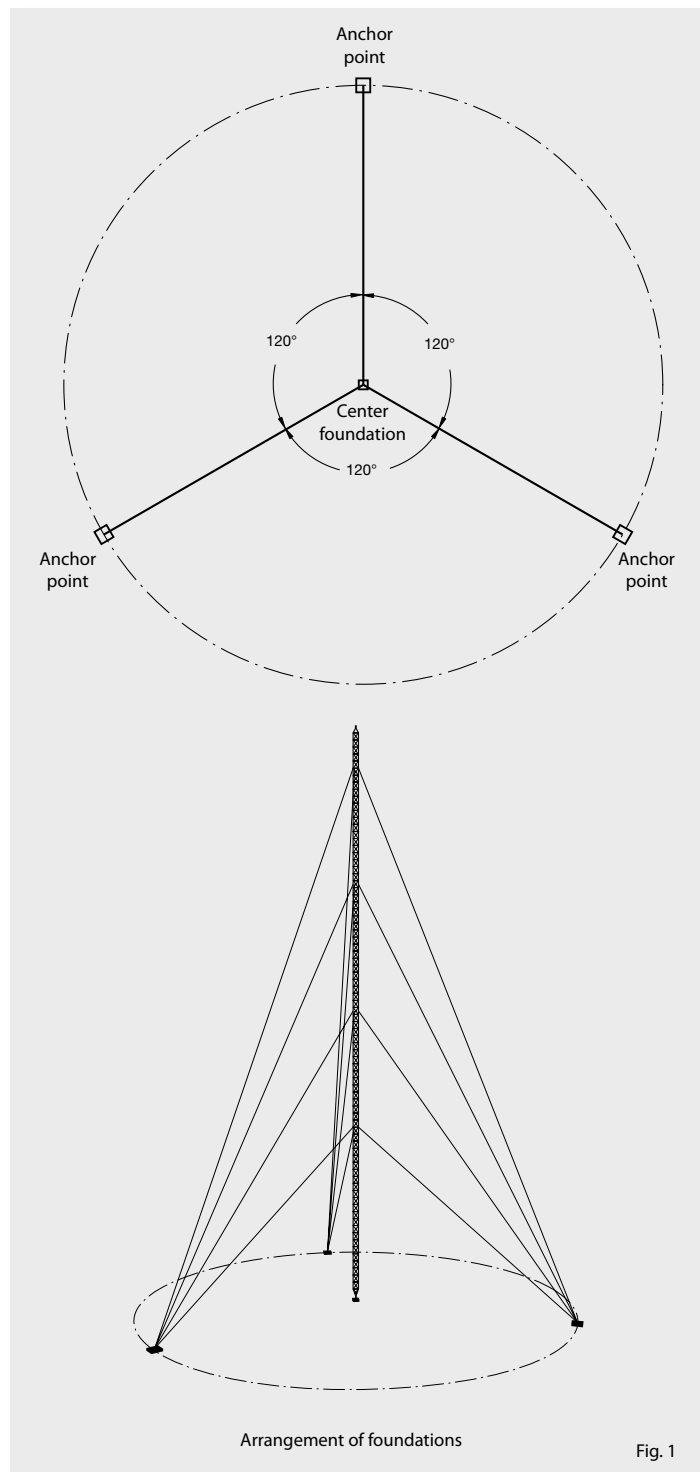 Anchor
point
120°
120°
Center
foundation
120°
Anchor
point
Anchor
point
Arrangement of foundations
Fig. 1